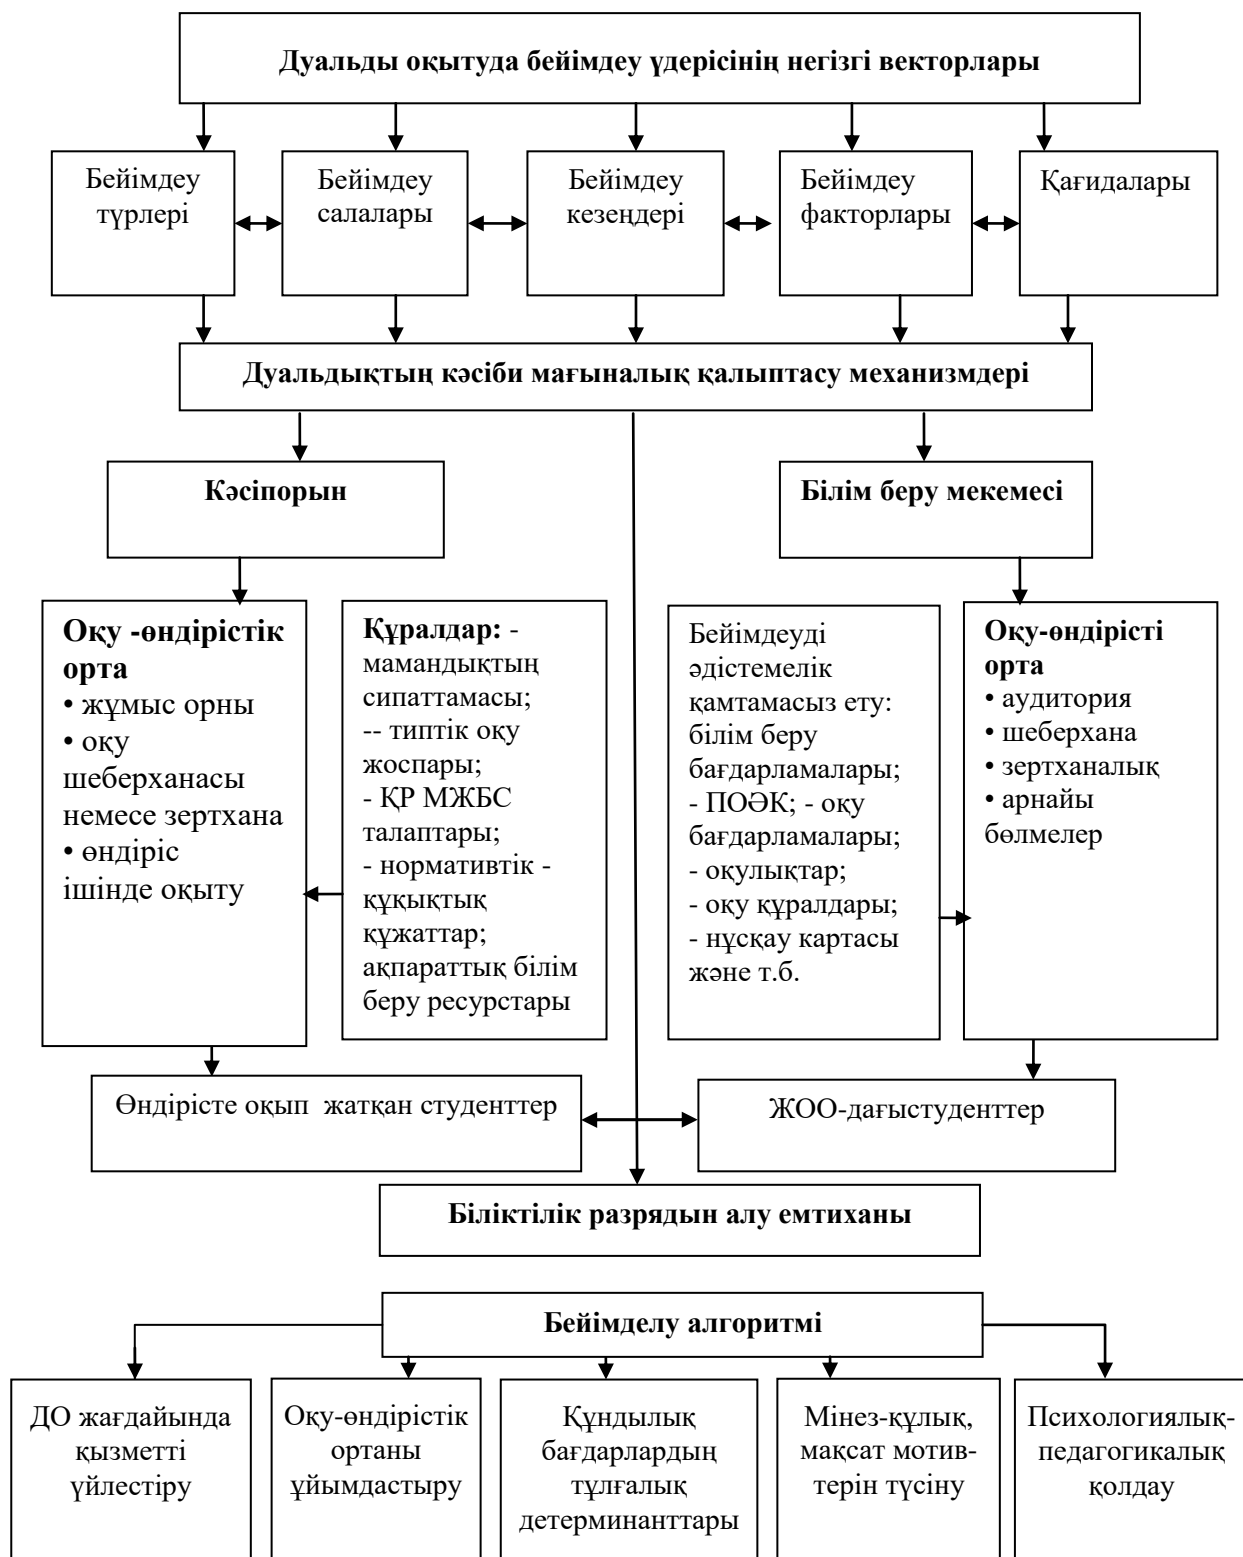 Дуальды оқытуда бейімдеу үдерісінің негізгі векторлары
Бейімдеу
түрлері
Бейімдеу
салалары
Бейімдеу
кезеңдері
Бейімдеу
факторлары
Қағидалары
Дуальдықтың кәсіби мағыналық қалыптасу механизмдері
Кәсіпорын
Білім беру мекемесі
Оқу -өндірістік
орта
• жұмыс орны
• оқу
шеберханасы
немесе зертхана
• өндіріс
ішінде оқыту
Құралдар: -
мамандықтың
сипаттамасы;
-- типтік оқу
жоспары;
- ҚР МЖБС
талаптары;
- нормативтік -
құқықтық
құжаттар;
ақпараттық білім
беру ресурстары
Бейімдеуді
әдістемелік
қамтамасыз ету:
білім беру
бағдарламалары;
- ПОӘК; - оқу
бағдарламалары;
- оқулықтар;
- оқу құралдары;
- нұсқау картасы
және т.б.
Оқу-өндірісті
орта
• аудитория
• шеберхана
• зертханалық
• арнайы
бөлмелер
Өндірісте оқып  жатқан студенттер
ЖОО-дағыстуденттер
Біліктілік разрядын алу емтиханы
Бейімделу алгоритмі
ДО жағдайында
қызметті
үйлестіру
Оқу-өндірістік
ортаны
ұйымдастыру
Құндылық
бағдарлардың
тұлғалық
детерминанттары
Мінез-құлық,
мақсат мотив-
терін түсіну
Психологиялық-
педагогикалық
қолдау